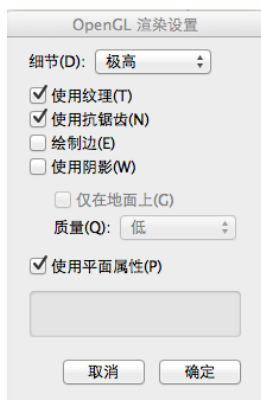 OpenGL 渲染设置
细节(D): 极高
使用纹理(T)
使用抗锯齿(N)
绘制边(E)
使用阴影(W)
仅在地面上(G)
质量(Q): 低
使用平面属性(P)
取消 确定